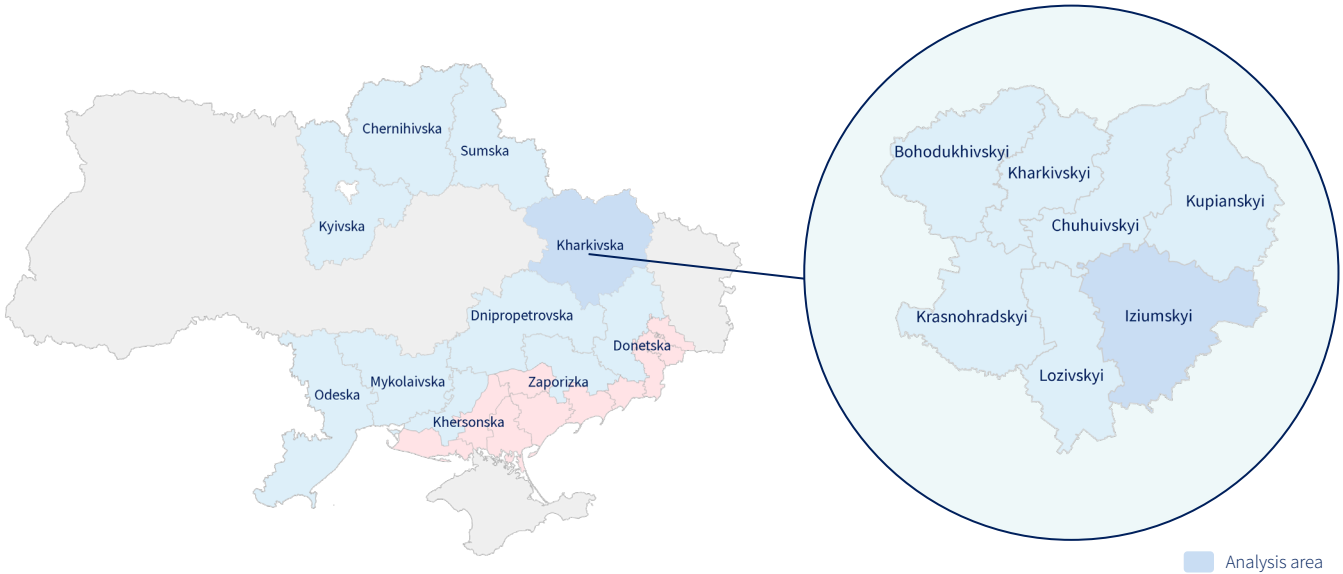 Chernihivska
Sumska
Kyivska
Kharkivska
Dnipropetrovska
Donetska
Odeska
Mykolaivska
Zaporizka
Khersonska
Bohodukhivskyi
Kharkivskyi
Kupianskyi
Chuhuivskyi
Krasnohradskyi
Iziumskyi
Lozivskyi
Analysis area